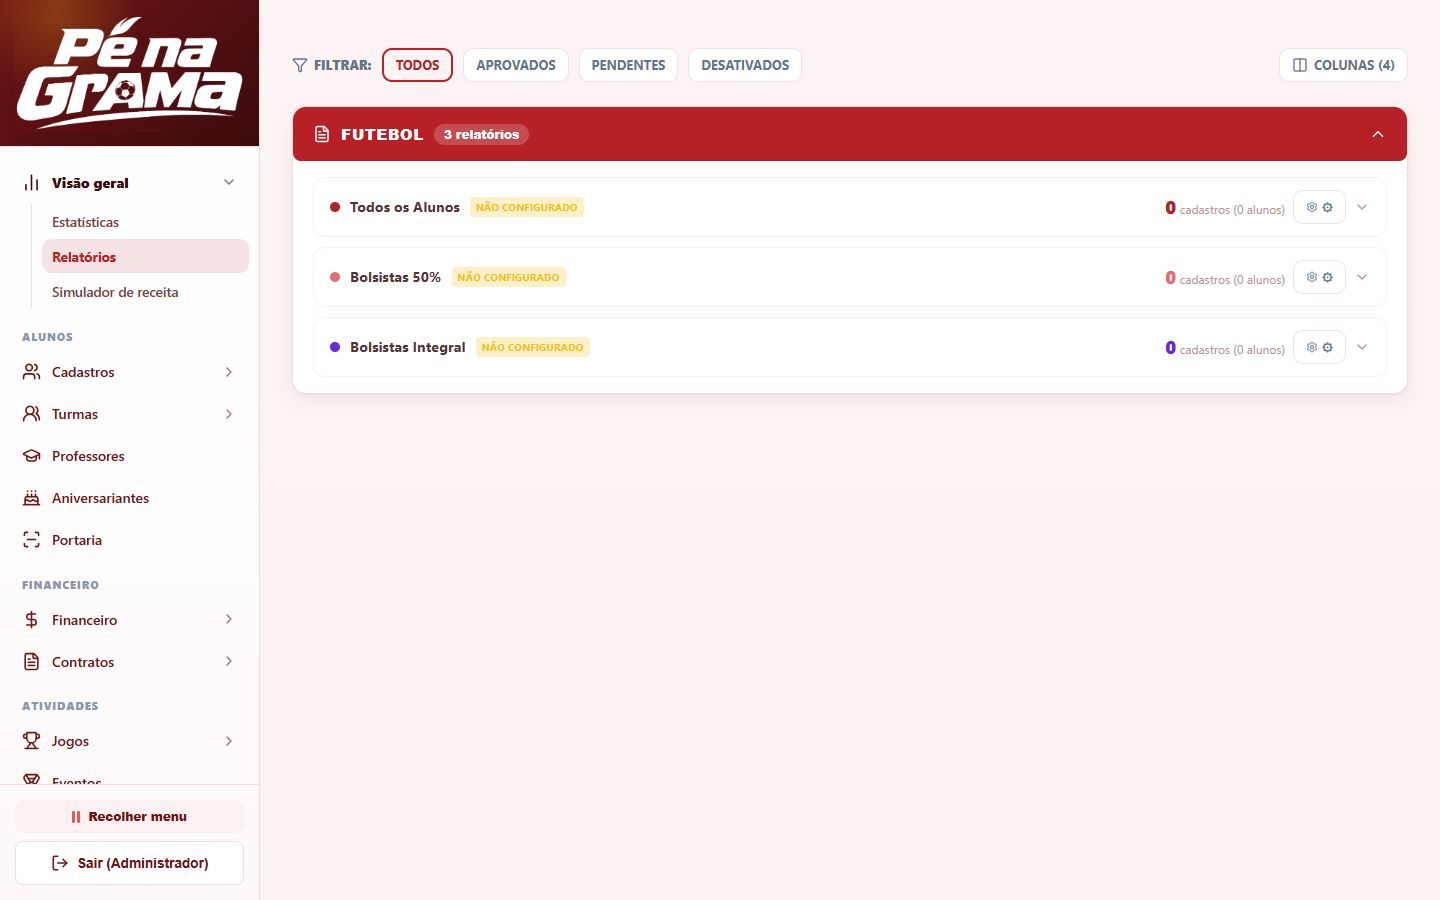 Pé na
GRAMA
FILTRAR: TODOS APROVADOS PENDENTES DESATIVADOS COLUNAS (4)
FUTEBOL 3 relatórios
Todos os Alunos NÃO CONFIGURADO 0 cadastros (0 alunos)
Bolsistas 50% NÃO CONFIGURADO 0 cadastros (0 alunos)
Bolsistas Integral NÃO CONFIGURADO 0 cadastros (0 alunos)
Visão geral
Estatísticas
Relatórios
Simulador de receita
ALUNOS
Cadastros
Turmas
Professores
Aniversariantes
Portaria
FINANCEIRO
Financeiro
Contratos
ATIVIDADES
Jogos
Eventos
Recolher menu
Sair (Administrador)